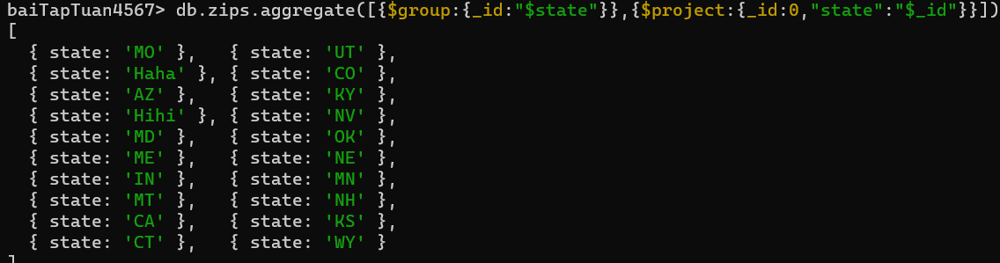 baiTapTuan4567> db.zips.aggregate([{$group:{_id:"$state"}},{$project:{_id:0,"state":"$_id"}}])
[
  { state: 'MO' },   { state: 'UT' },
  { state: 'Haha' }, { state: 'CO' },
  { state: 'AZ' },   { state: 'KY' },
  { state: 'Hihi' }, { state: 'NV' },
  { state: 'MD' },   { state: 'OK' },
  { state: 'ME' },   { state: 'NE' },
  { state: 'IN' },   { state: 'MN' },
  { state: 'MT' },   { state: 'NH' },
  { state: 'CA' },   { state: 'KS' },
  { state: 'CT' },   { state: 'WY' }
]